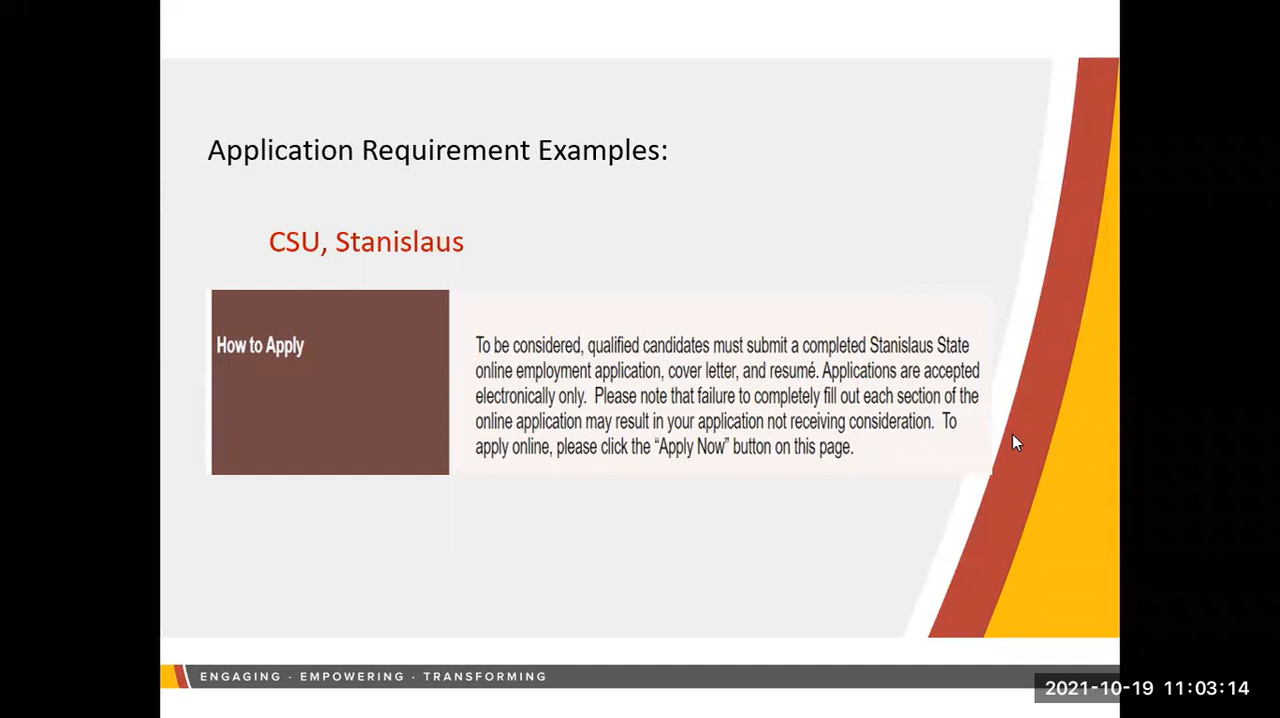 Application Requirement Examples:
CSU, Stanislaus
How to Apply
To be considered, qualified candidates must submit a completed Stanislaus State
online employment application, cover letter, and resumé. Applications are accepted
electronically only.  Please note that failure to completely fill out each section of the
online application may result in your application not receiving consideration.  To
apply online, please click the “Apply Now” button on this page.
ENGAGING · EMPOWERING · TRANSFORMING
2021-10-19 11:03:14